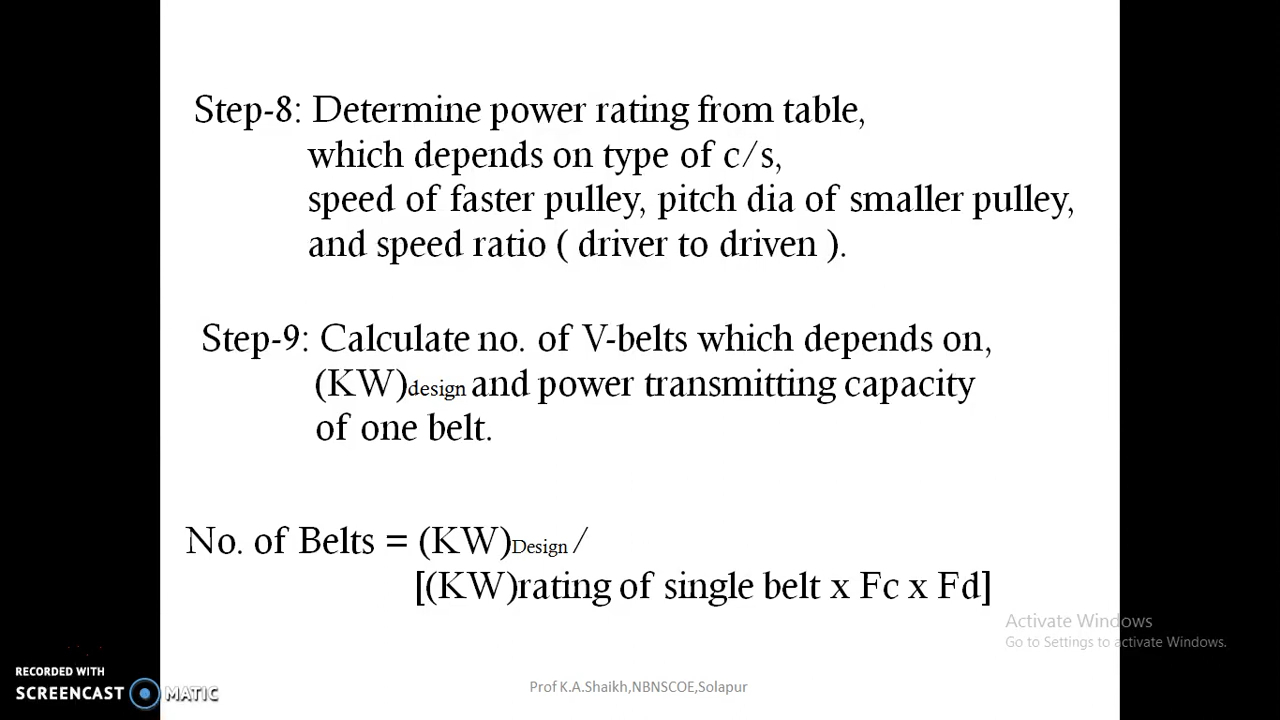 Step-8: Determine power rating from table,
which depends on type of c/s,
speed of faster pulley, pitch dia of smaller pulley,
and speed ratio ( driver to driven ).
Step-9: Calculate no. of V-belts which depends on,
(KW)design and power transmitting capacity
of one belt.
No. of Belts = (KW)Design /
[(KW)rating of single belt x Fc x Fd]
Activate Windows
Go to Settings to activate Windows.
RECORDED WITH
SCREENCAST MATIC
Prof K.A.Shaikh,NBNSCOE,Solapur